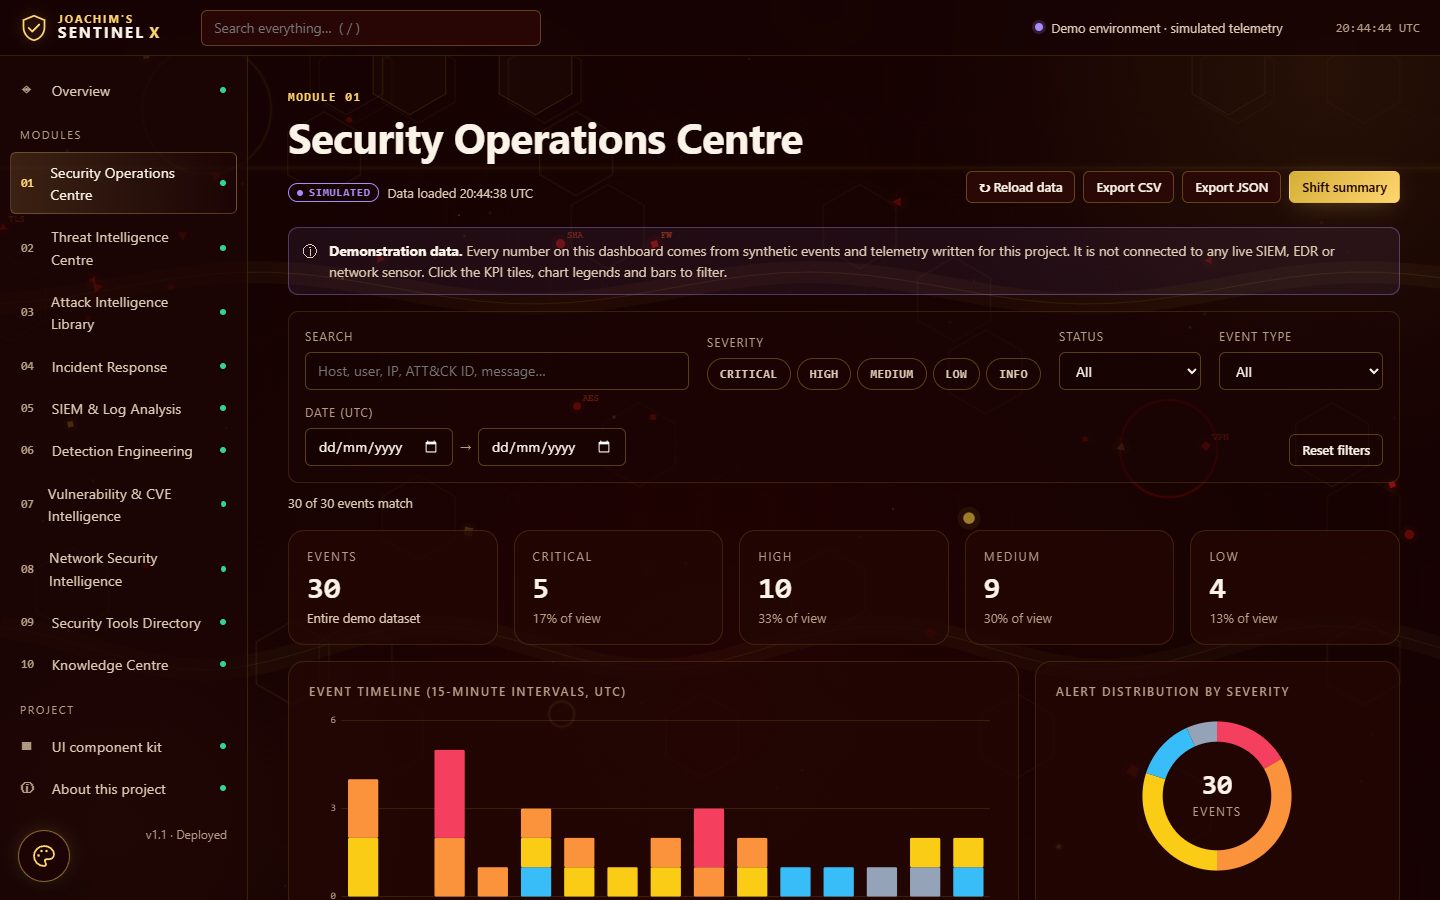 JOACHIM'S
SENTINEL X
Search everything... ( / )
Demo environment · simulated telemetry
20:44:44 UTC
Overview
MODULES
01 Security Operations
Centre
02 Threat Intelligence
Centre
03 Attack Intelligence
Library
04 Incident Response
05 SIEM & Log Analysis
06 Detection Engineering
07 Vulnerability & CVE
Intelligence
08 Network Security
Intelligence
09 Security Tools Directory
10 Knowledge Centre
PROJECT
UI component kit
About this project
v1.1 · Deployed
MODULE 01
Security Operations Centre
SIMULATED Data loaded 20:44:38 UTC
↻ Reload data
Export CSV
Export JSON
Shift summary
SHA
FW
TLS
Demonstration data. Every number on this dashboard comes from synthetic events and telemetry written for this project. It is not connected to any live SIEM, EDR or
network sensor. Click the KPI tiles, chart legends and bars to filter.
SEARCH
Host, user, IP, ATT&CK ID, message...
SEVERITY
CRITICAL HIGH MEDIUM LOW INFO
STATUS
All
EVENT TYPE
All
AES
DATE (UTC)
dd/mm/yyyy → dd/mm/yyyy
VPN
Reset filters
30 of 30 events match
EVENTS
30
Entire demo dataset
CRITICAL
5
17% of view
HIGH
10
33% of view
MEDIUM
9
30% of view
LOW
4
13% of view
EVENT TIMELINE (15-MINUTE INTERVALS, UTC)
6
3
0
ALERT DISTRIBUTION BY SEVERITY
30
EVENTS